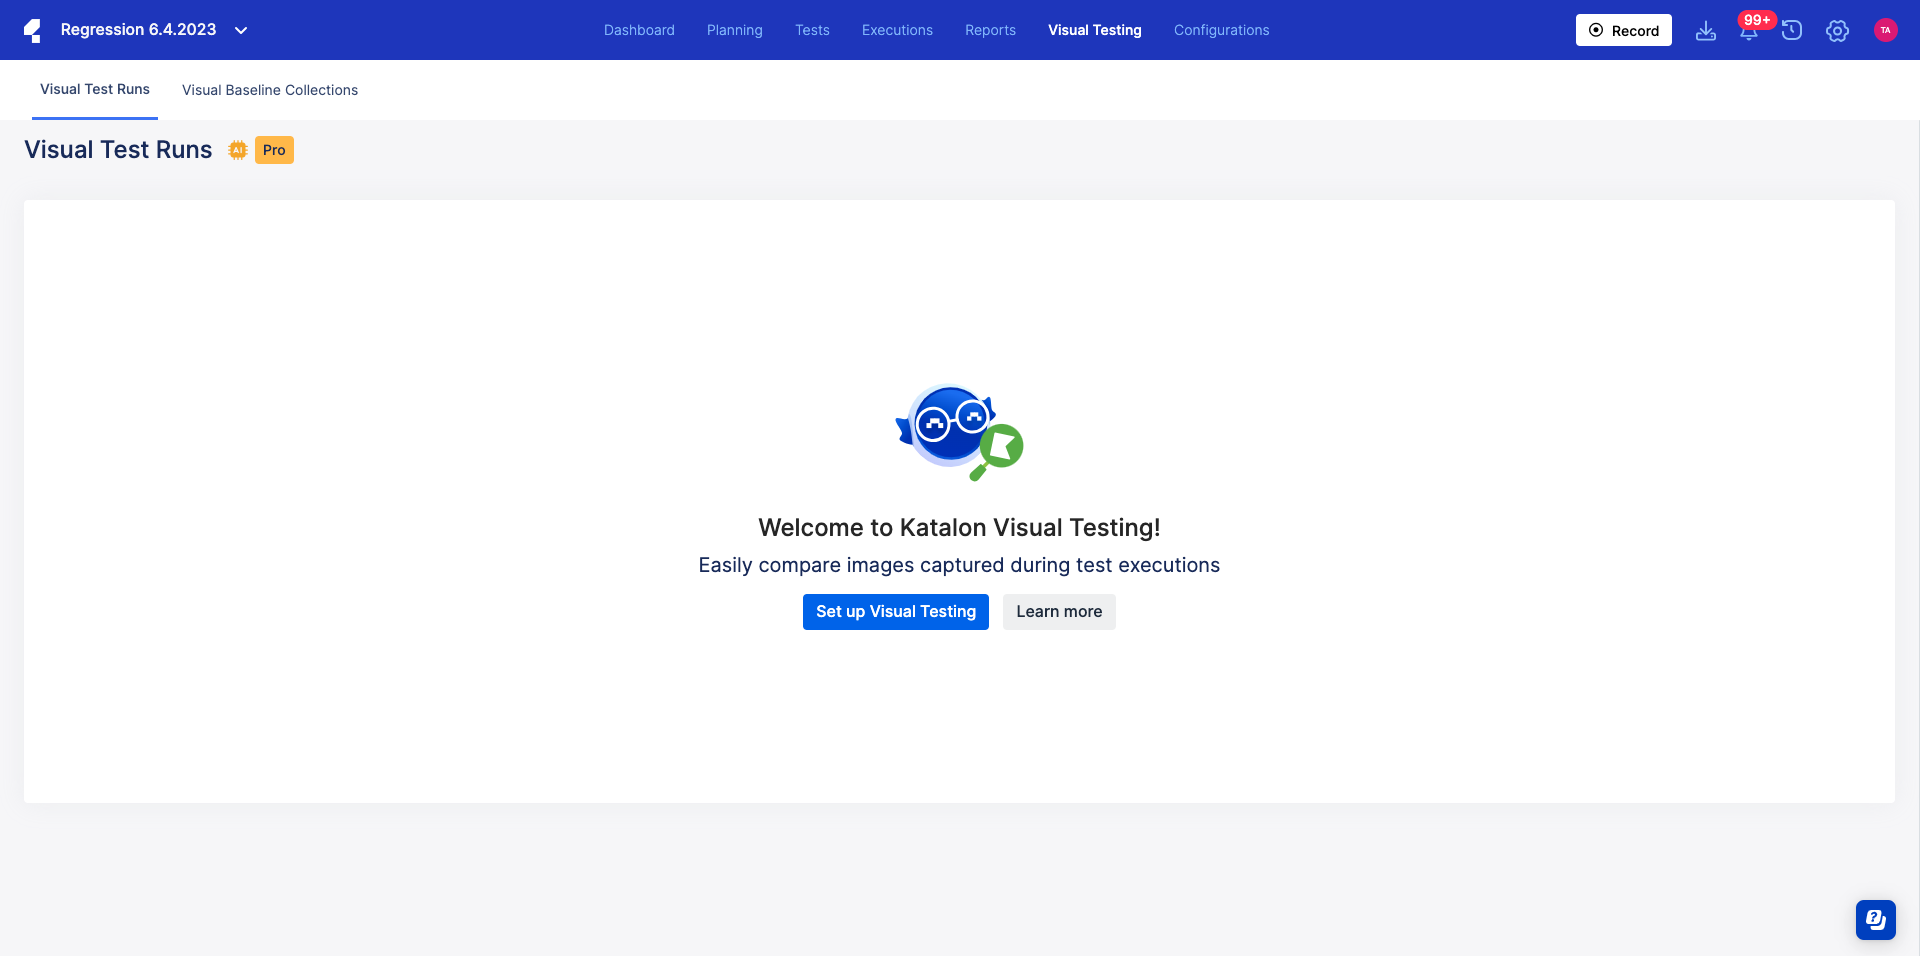 Regression 6.4.2023
Dashboard
Planning
Tests
Executions
Reports
Visual Testing
Configurations
Record
99+
TA
Visual Test Runs
Visual Baseline Collections
Visual Test Runs
AI
Pro
Welcome to Katalon Visual Testing!
Easily compare images captured during test executions
Set up Visual Testing
Learn more
?